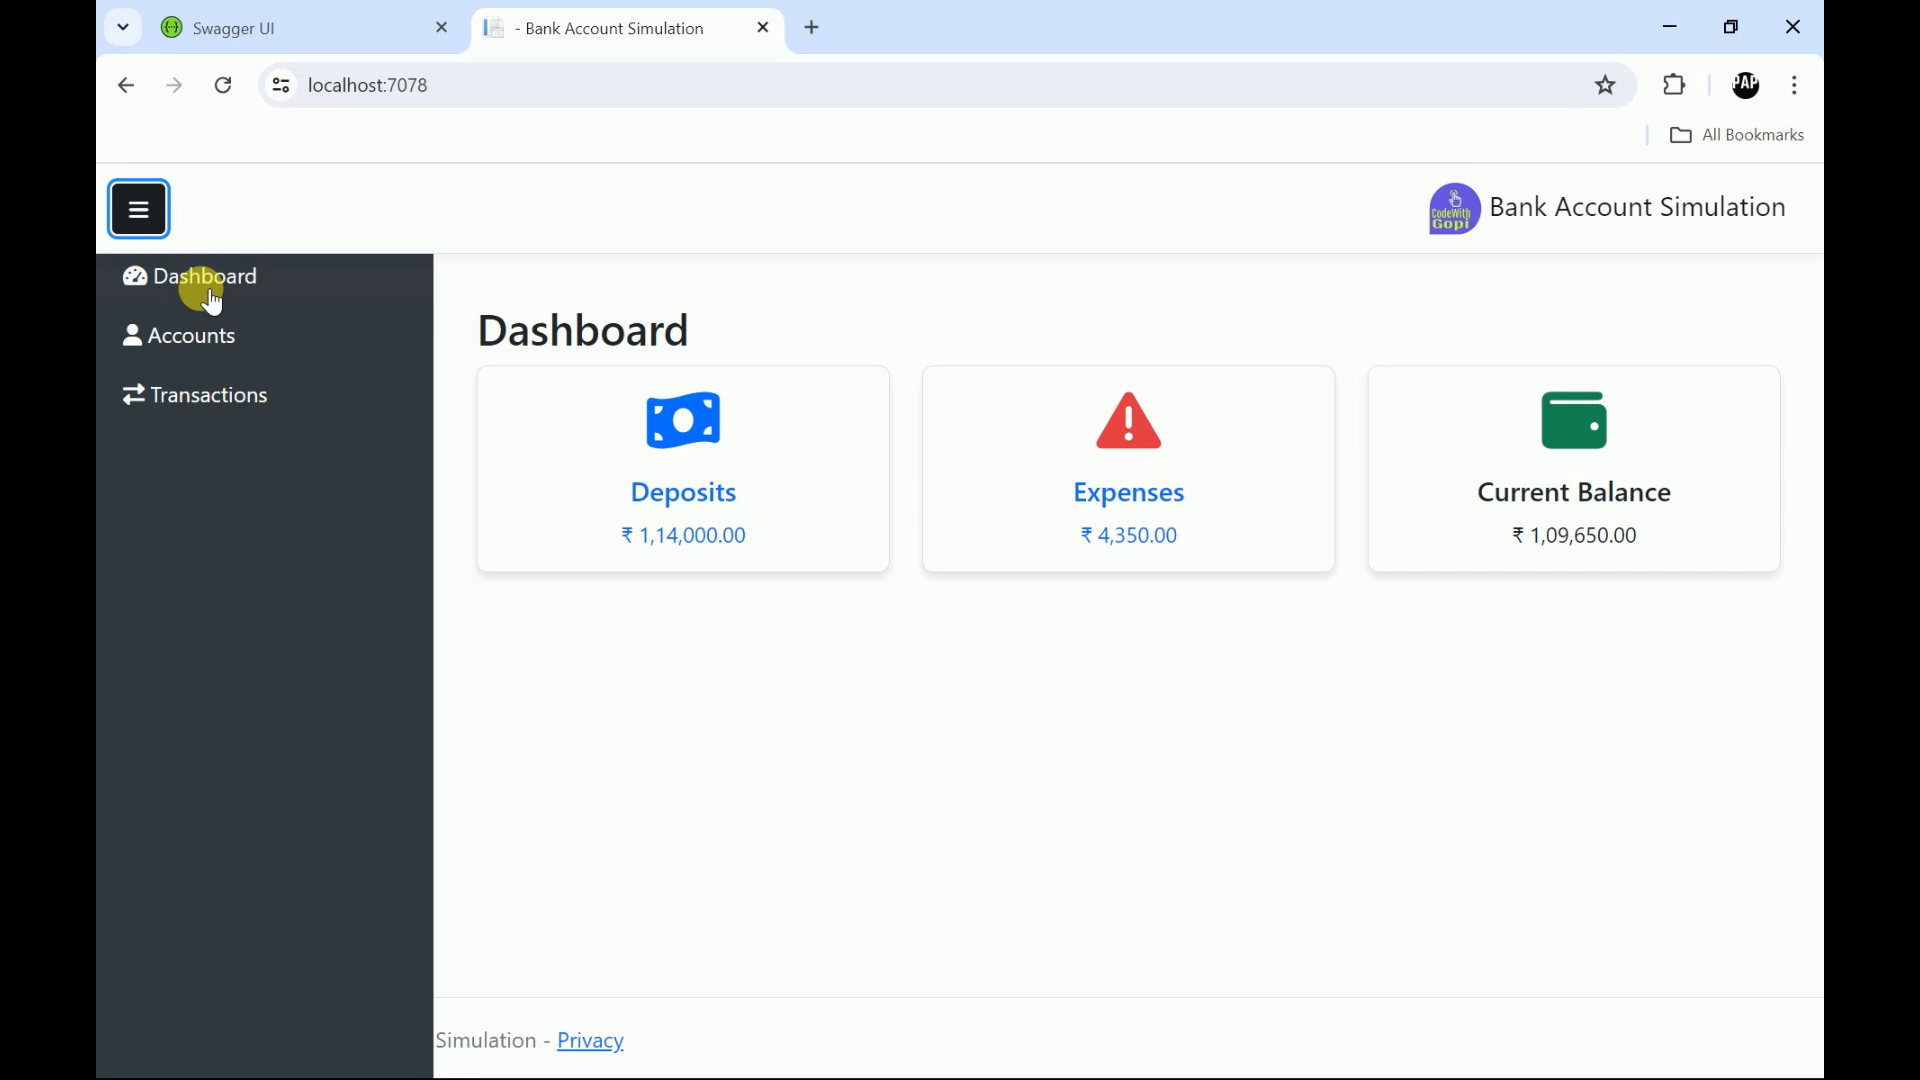 Swagger UI
- Bank Account Simulation
localhost:7078
PAP
All Bookmarks
CodeWith
Gopi
Bank Account Simulation
Dashboard
Accounts
Transactions
Dashboard
Deposits
₹ 1,14,000.00
Expenses
₹ 4,350.00
Current Balance
₹ 1,09,650.00
Simulation - Privacy